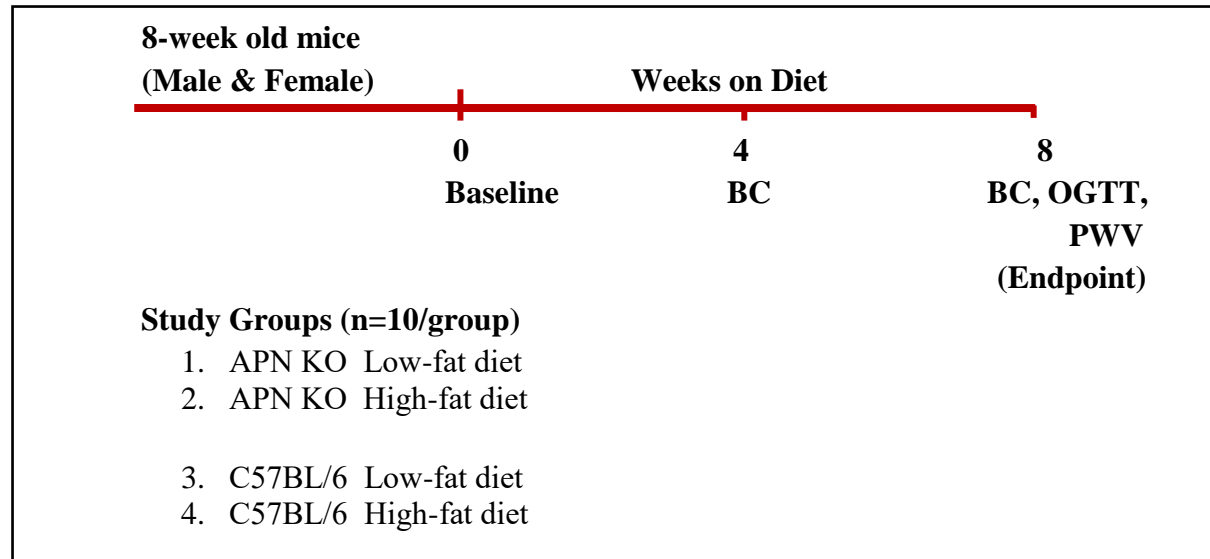 8-week old mice
(Male & Female)
Weeks on Diet
0
4
8
Baseline
BC
BC, OGTT,
PWV
(Endpoint)
Study Groups (n=10/group)
1. APN KO Low-fat diet
2. APN KO High-fat diet
3. C57BL/6 Low-fat diet
4. C57BL/6 High-fat diet